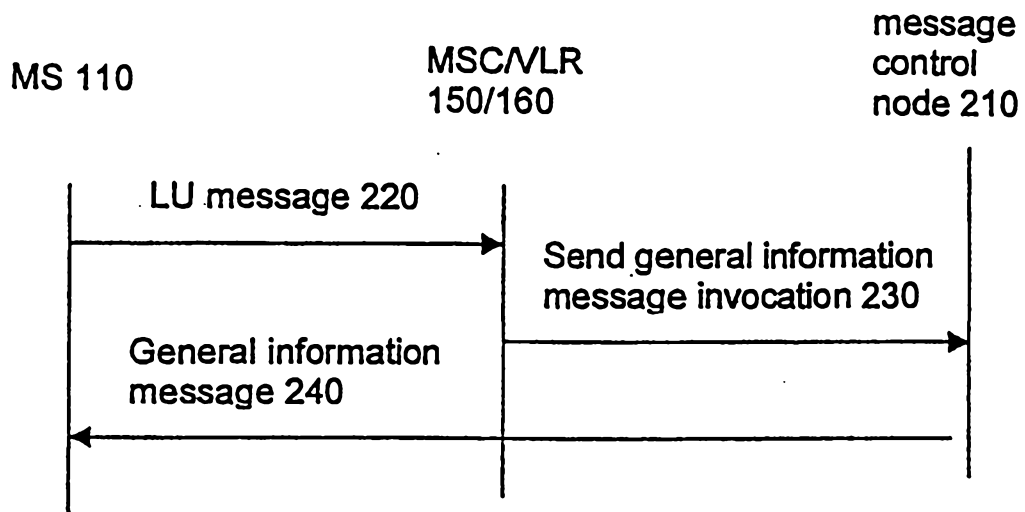 message
control
node 210
MS 110
MSC/VLR
150/160
LU message 220
Send general information
message invocation 230
General information
message 240